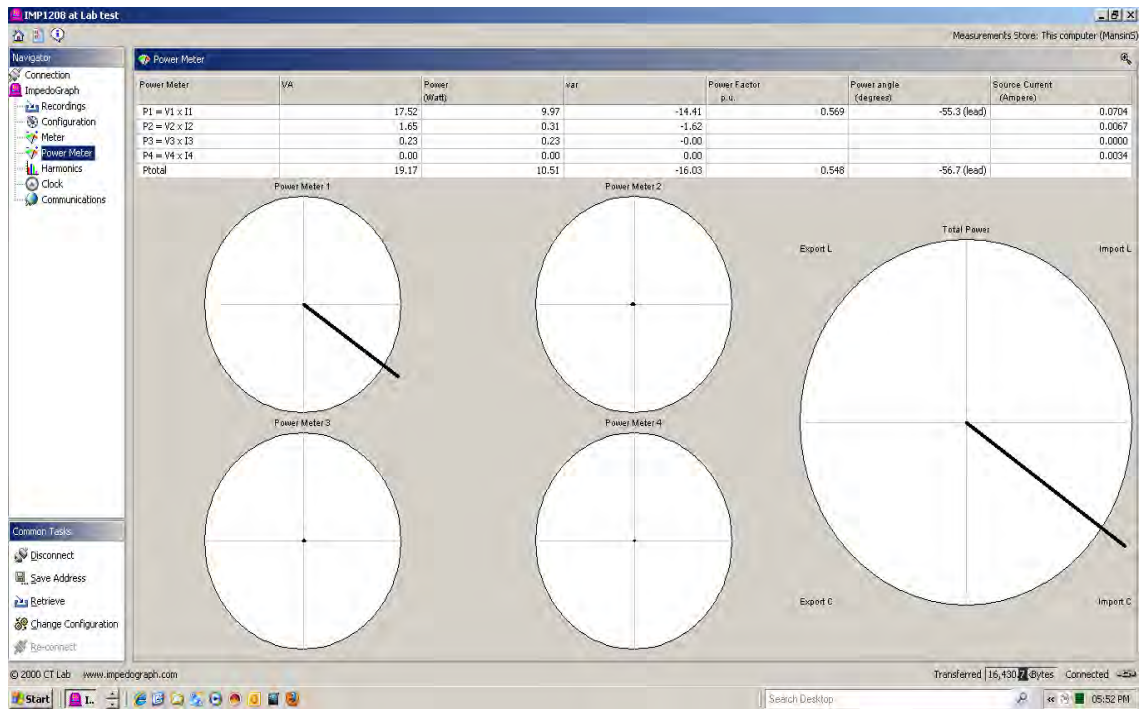 IMP1208 at Lab test
Measurements Store: This computer (Mansin5)
Navigator
Connection
ImpedoGraph
Recordings
Configuration
Meter
Power Meter
Harmonics
Clock
Communications
Power Meter
Power Meter VA Power (Watt) var Power Factor p.u. Power angle (degrees) Source Current (Ampere)
P1 = V1 x I1 17.52 9.97 -14.41 0.569 -55.3 (lead) 0.0704
P2 = V2 x I2 1.65 0.31 -1.62 0.0067
P3 = V3 x I3 0.23 0.23 -0.00 0.0000
P4 = V4 x I4 0.00 0.00 0.00 0.0034
Ptotal 19.17 10.51 -16.03 0.548 -56.7 (lead)
Power Meter 1
Power Meter 2
Total Power
Export L
Import L
Power Meter 3
Power Meter 4
Export C
Import C
Common Tasks
Disconnect
Save Address
Retrieve
Change Configuration
Re-connect
© 2000 CT Lab www.impedograph.com
Transferred 16,430 Bytes Connected
Start I.. Search Desktop 05:52 PM